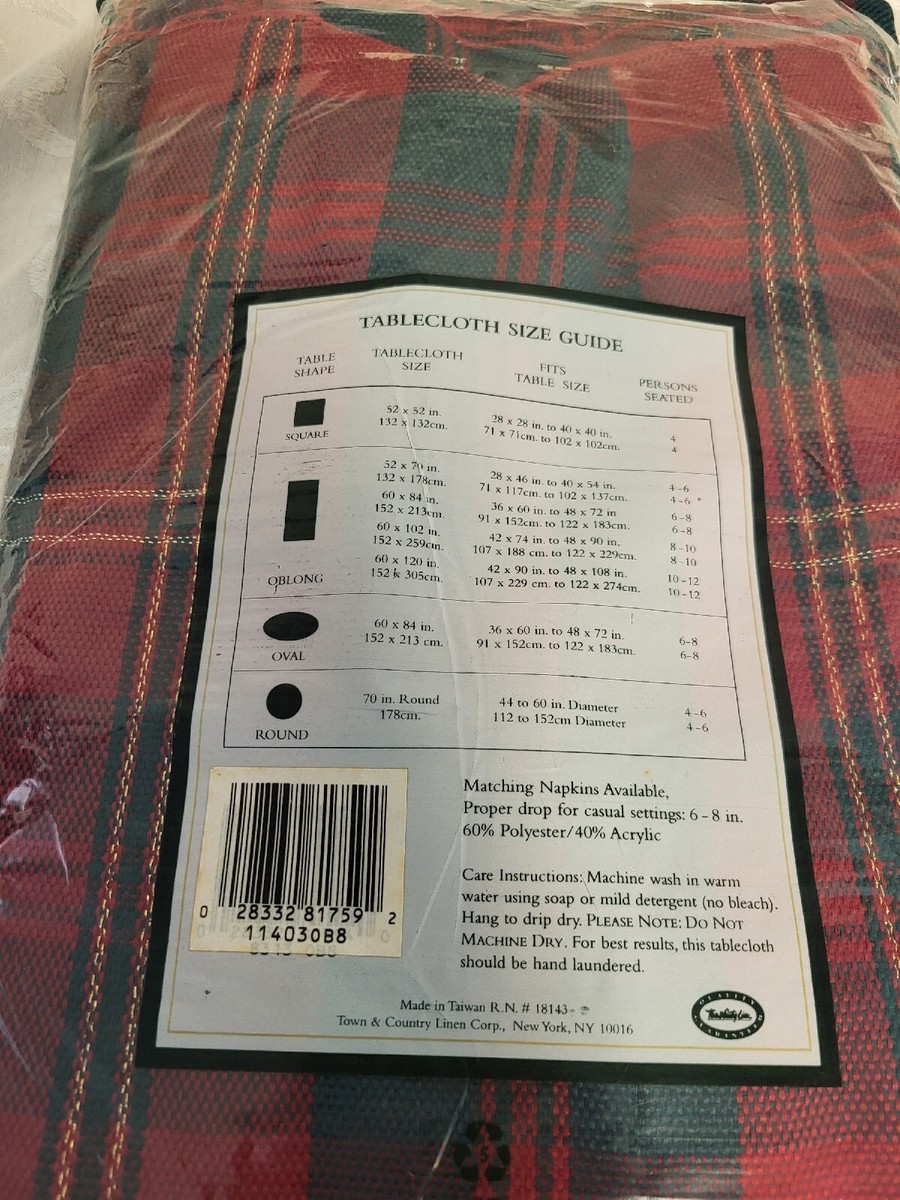 TABLECLOTH SIZE GUIDE
TABLE SHAPE TABLECLOTH SIZE FITS TABLE SIZE PERSONS SEATED
SQUARE
52 x 52 in. 28 x 28 in. to 40 x 40 in. 4
132 x 132cm. 71 x 71cm. to 102 x 102cm. 4
52 x 70 in. 28 x 46 in. to 40 x 54 in. 4-6
132 x 178cm. 71 x 117cm. to 102 x 137cm. 4-6
60 x 84 in. 36 x 60 in. to 48 x 72 in 6-8
152 x 213cm. 91 x 152cm. to 122 x 183cm. 6-8
60 x 102 in. 42 x 74 in. to 48 x 90 in. 8-10
152 x 259cm. 107 x 188 cm. to 122 x 229cm. 8-10
60 x 120 in. 42 x 90 in. to 48 x 108 in. 10-12
OBLONG 152 x 305cm. 107 x 229 cm. to 122 x 274cm. 10-12
60 x 84 in. 36 x 60 in. to 48 x 72 in. 6-8
152 x 213 cm. 91 x 152cm. to 122 x 183cm. 6-8
OVAL
70 in. Round 44 to 60 in. Diameter 4-6
178cm. 112 to 152cm Diameter 4-6
ROUND
Matching Napkins Available,
Proper drop for casual settings: 6 - 8 in.
60% Polyester/40% Acrylic
Care Instructions: Machine wash in warm
water using soap or mild detergent (no bleach).
Hang to drip dry. PLEASE NOTE: DO NOT
MACHINE DRY. For best results, this tablecloth
should be hand laundered.
0 28332 81759 2
114030B8
Made in Taiwan R.N. # 18143
Town & Country Linen Corp., New York, NY 10016
QUALITY
GUARANTEED
5